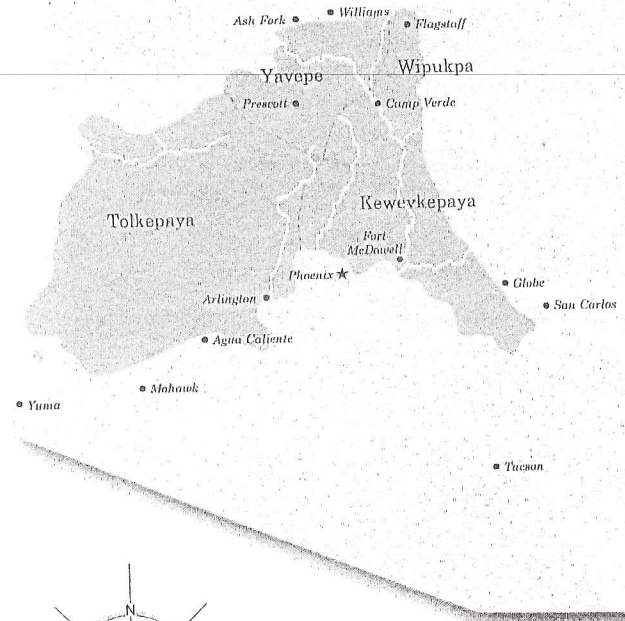 Williams
Ash Fork
Flagstaff
Wipukpa
Yavepe
Prescott
Camp Verde
Kewevkepaya
Tolkepaya
Fort
McDowell
Phoenix
Globe
Arlington
San Carlos
Agua Caliente
Mohawk
Yuma
Tucson
N